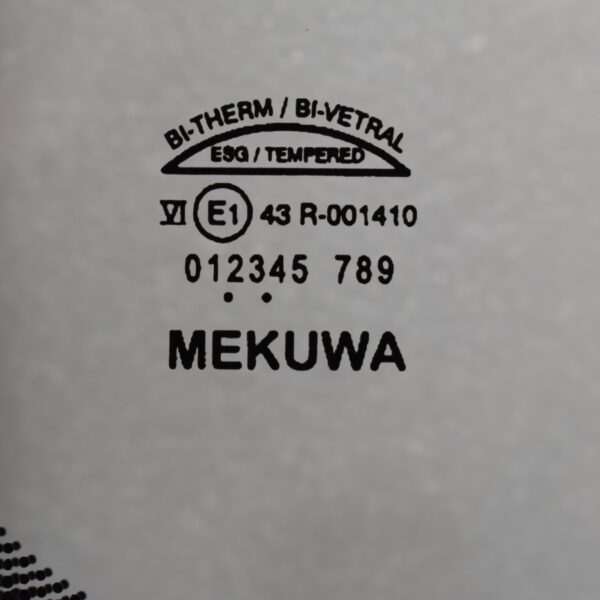 BI-THERM / BI-VETRAL
ESG / TEMPERED
VI E1 43 R-001410
012345 789
MEKUWA